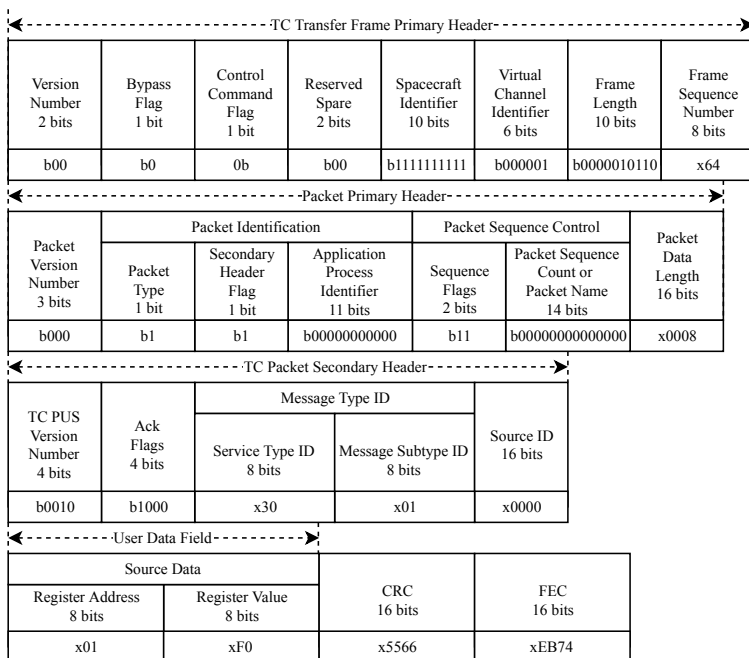 TC Transfer Frame Primary Header
Version Number 2 bits
Bypass Flag 1 bit
Control Command Flag 1 bit
Reserved Spare 2 bits
Spacecraft Identifier 10 bits
Virtual Channel Identifier 6 bits
Frame Length 10 bits
Frame Sequence Number 8 bits
b00 b0 0b b00 b1111111111 b000001 b0000010110 x64
Packet Primary Header
Packet Version Number 3 bits
Packet Identification
Packet Type 1 bit
Secondary Header Flag 1 bit
Application Process Identifier 11 bits
Packet Sequence Control
Sequence Flags 2 bits
Packet Sequence Count or Packet Name 14 bits
Packet Data Length 16 bits
b000 b1 b1 b00000000000 b11 b00000000000000 x0008
TC Packet Secondary Header
TC PUS Version Number 4 bits
Ack Flags 4 bits
Message Type ID
Service Type ID 8 bits
Message Subtype ID 8 bits
Source ID 16 bits
b0010 b1000 x30 x01 x0000
User Data Field
Source Data
Register Address 8 bits
Register Value 8 bits
CRC 16 bits
FEC 16 bits
x01 xF0 x5566 xEB74